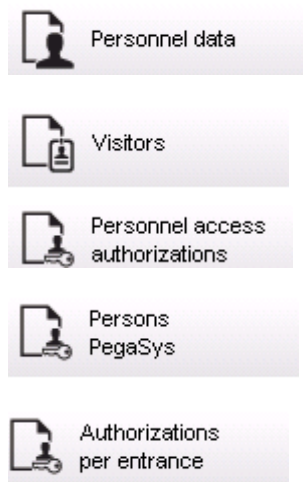 Personnel data
Visitors
Personnel access
authorizations
Persons
PegaSys
Authorizations
per entrance